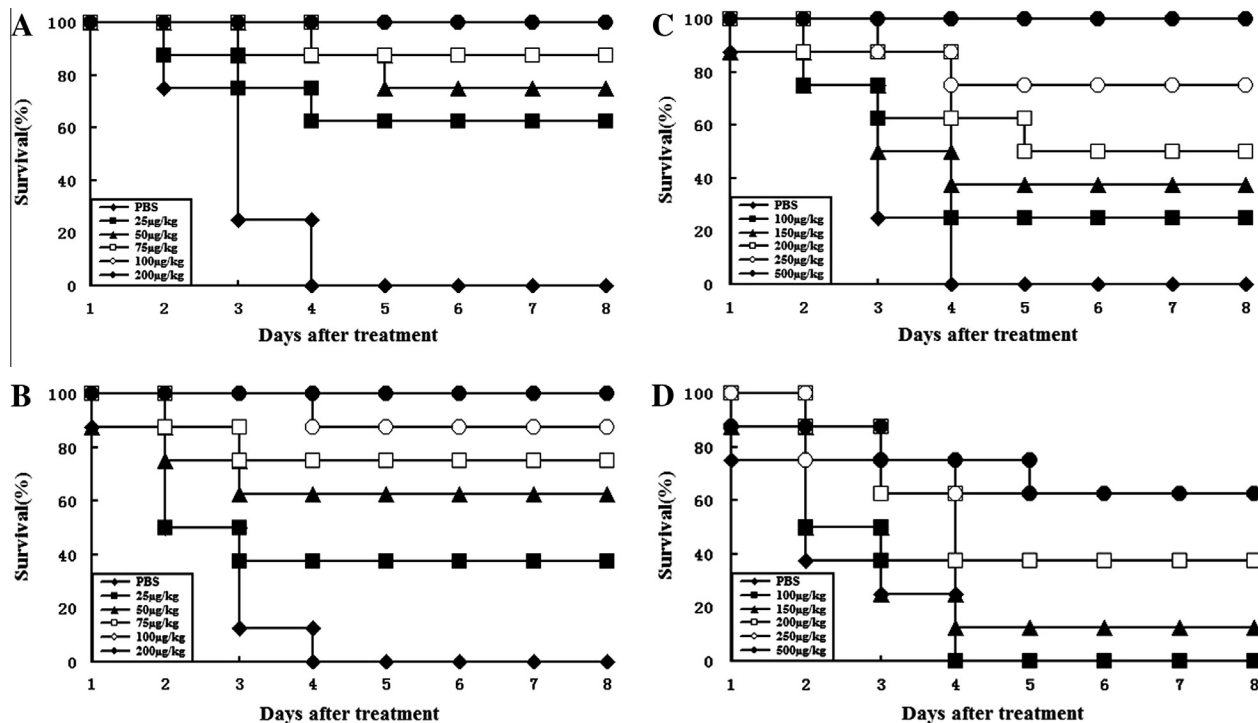 A
Survival(%)
100
80
60
40
20
0
PBS
25μg/kg
50μg/kg
75μg/kg
100μg/kg
200μg/kg
1 2 3 4 5 6 7 8
Days after treatment
C
Survival(%)
100
80
60
40
20
0
PBS
100μg/kg
150μg/kg
200μg/kg
250μg/kg
500μg/kg
1 2 3 4 5 6 7 8
Days after treatment
B
Survival(%)
100
80
60
40
20
0
PBS
25μg/kg
50μg/kg
75μg/kg
100μg/kg
200μg/kg
1 2 3 4 5 6 7 8
Days after treatment
D
Survival(%)
100
80
60
40
20
0
PBS
100μg/kg
150μg/kg
200μg/kg
250μg/kg
500μg/kg
1 2 3 4 5 6 7 8
Days after treatment